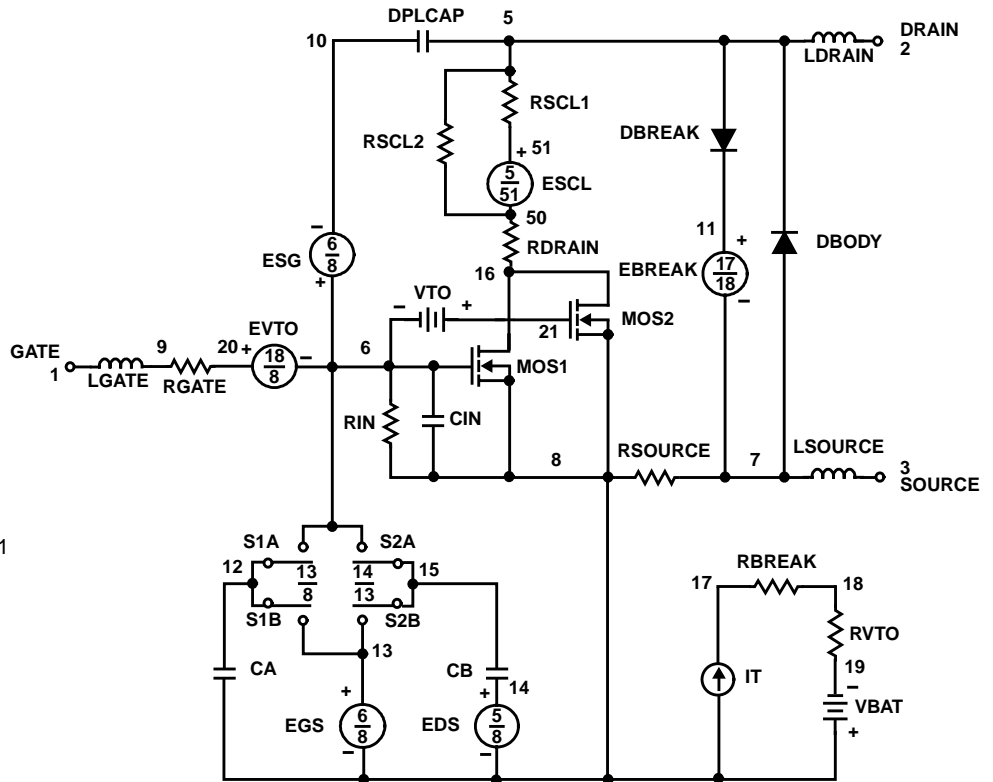 DPLCAP
5
10
DRAIN
2
LDRAIN
RSCL1
RSCL2
+ 51
5
51
ESCL
50
DBREAK
11
+
17
18
EBREAK
−
DBODY
RDRAIN
−
6
8
ESG
+
16
VTO
−
+
21
MOS2
GATE
1
LGATE
9
RGATE
20
EVTO
+
18
8
−
6
MOS1
RIN
CIN
8
RSOURCE
7
LSOURCE
3
SOURCE
1
S1A
S2A
12
13
8
14
13
15
S1B
S2B
13
CA
CB
+
6
8
EGS
−
+
14
5
8
EDS
−
17
RBREAK
18
RVTO
19
IT
−
VBAT
+